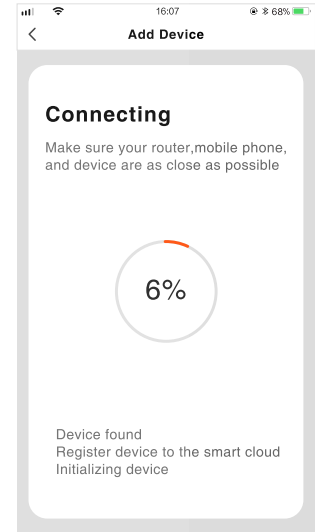 16:07
68%
Add Device
Connecting
Make sure your router,mobile phone,
and device are as close as possible
6%
Device found
Register device to the smart cloud
Initializing device